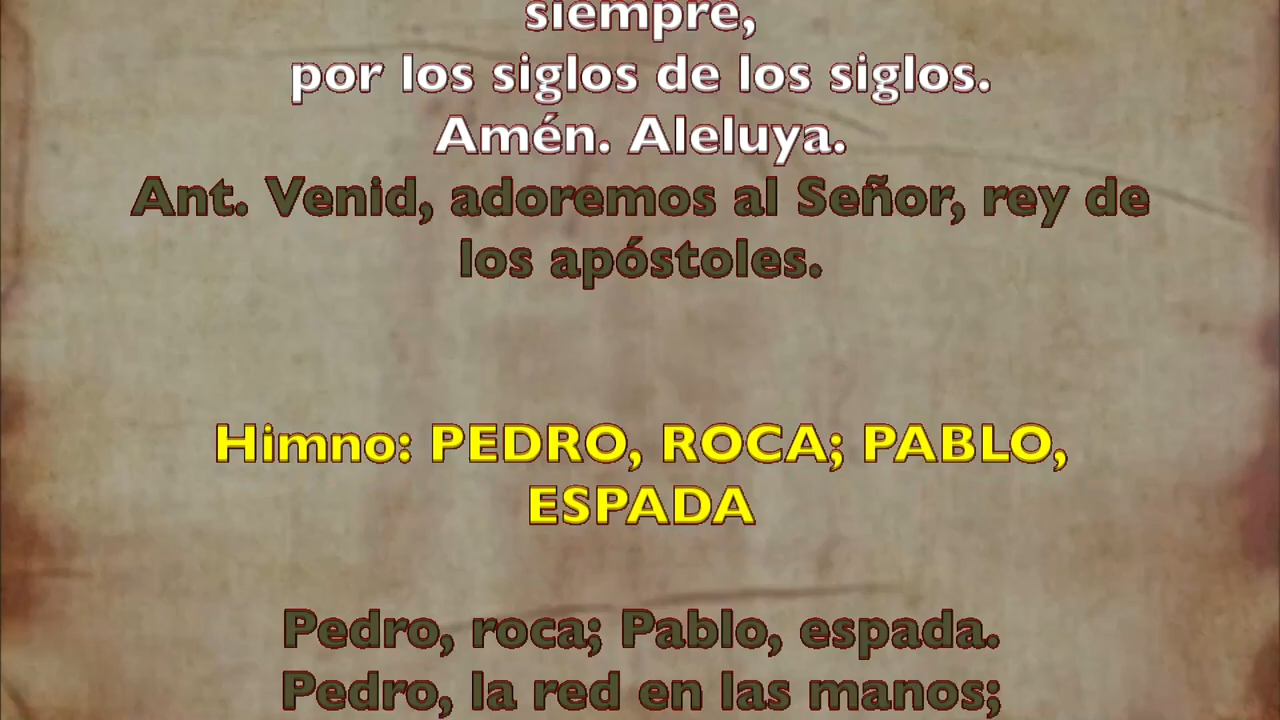 siempre,
por los siglos de los siglos.
Amén. Aleluya.
Ant. Venid, adoremos al Señor, rey de
los apóstoles.
Himno: PEDRO, ROCA; PABLO,
ESPADA
Pedro, roca; Pablo, espada.
Pedro, la red en las manos;